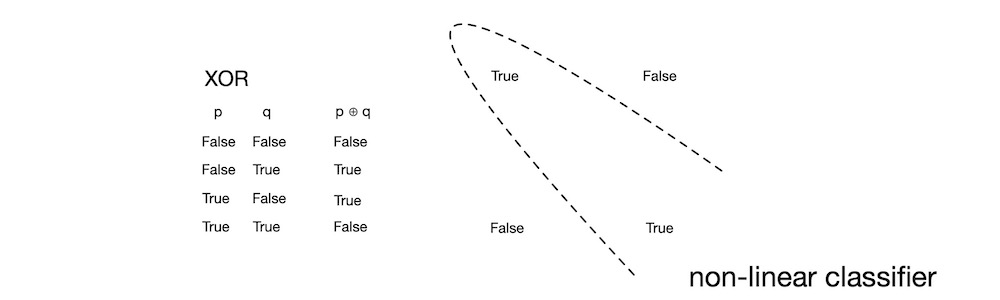 XOR
p q p ⊕ q
False False False
False True True
True False True
True True False
True False
False True
non-linear classifier